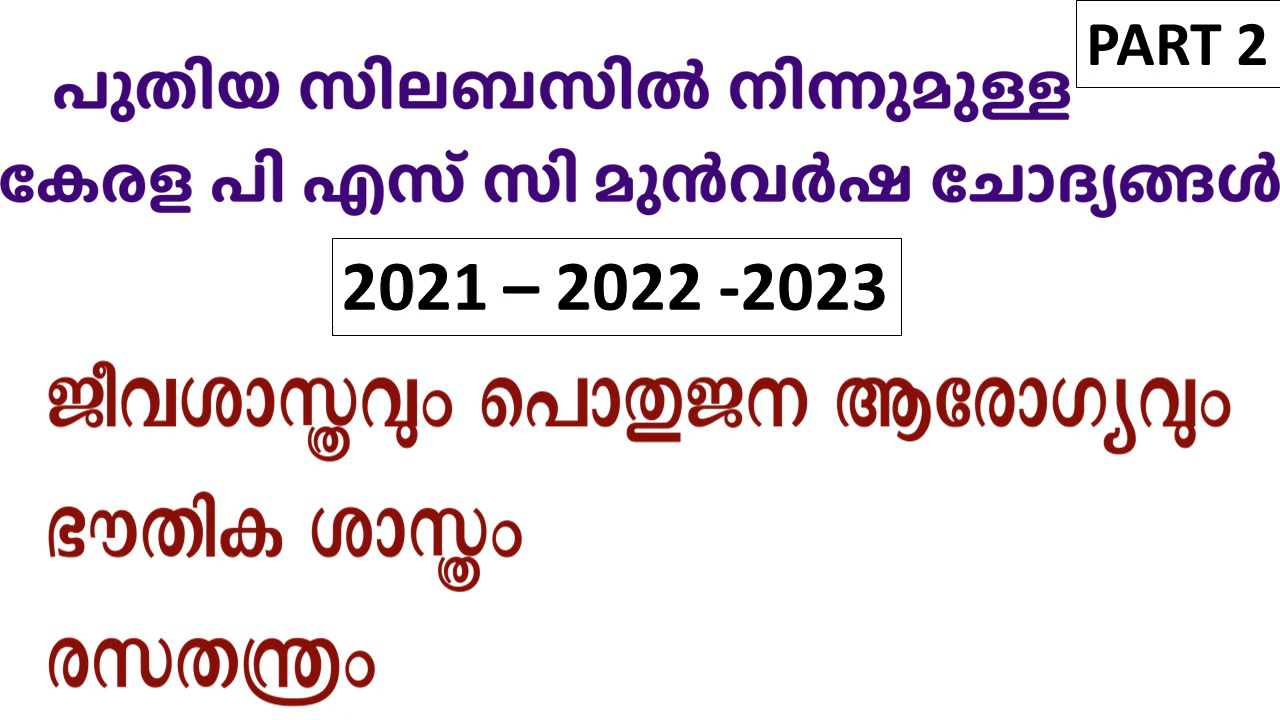 PART 2
പുതിയ സിലബസിൽ നിന്നുമുള്ള
കേരള പി എസ് സി മുൻവർഷ ചോദ്യങ്ങൾ
2021 – 2022 -2023
ജീവശാസ്ത്രവും പൊതുജന ആരോഗ്യവും
ഭൗതിക ശാസ്ത്രം
രസതന്ത്രം